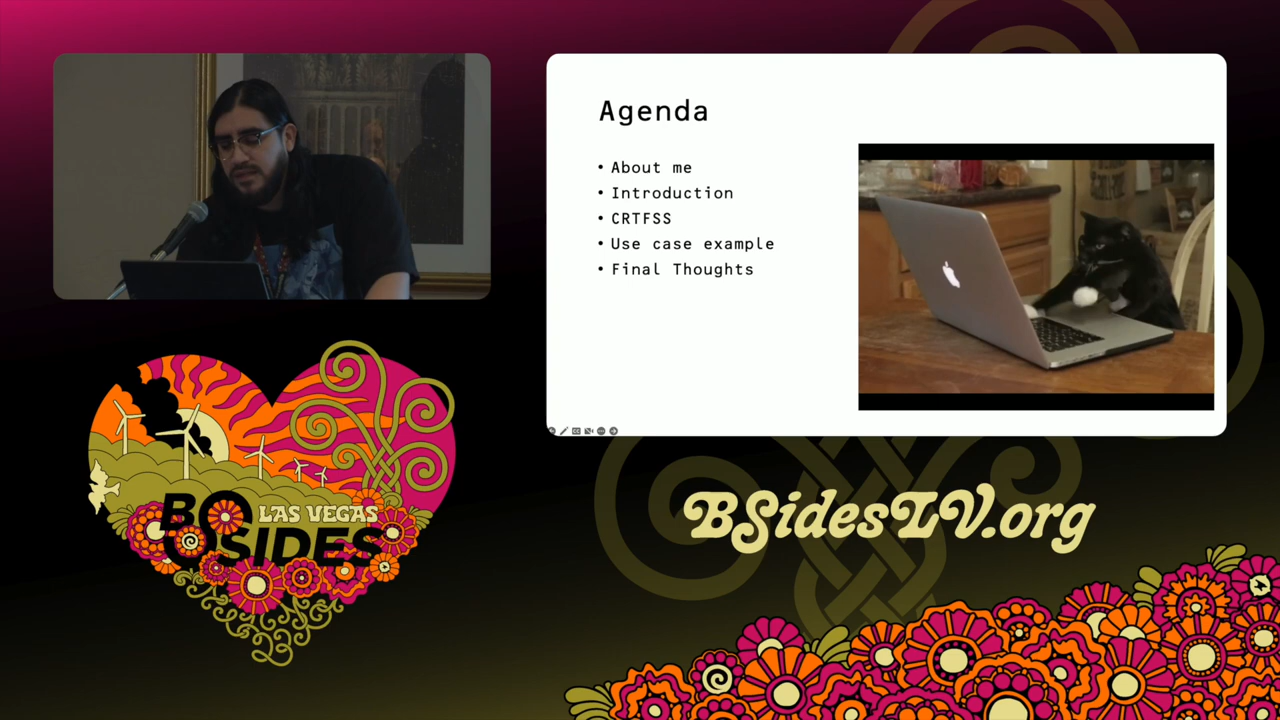 Agenda
• About me
• Introduction
• CRTFSS
• Use case example
• Final Thoughts
BSidesLV.org
LAS VEGAS
BSIDES